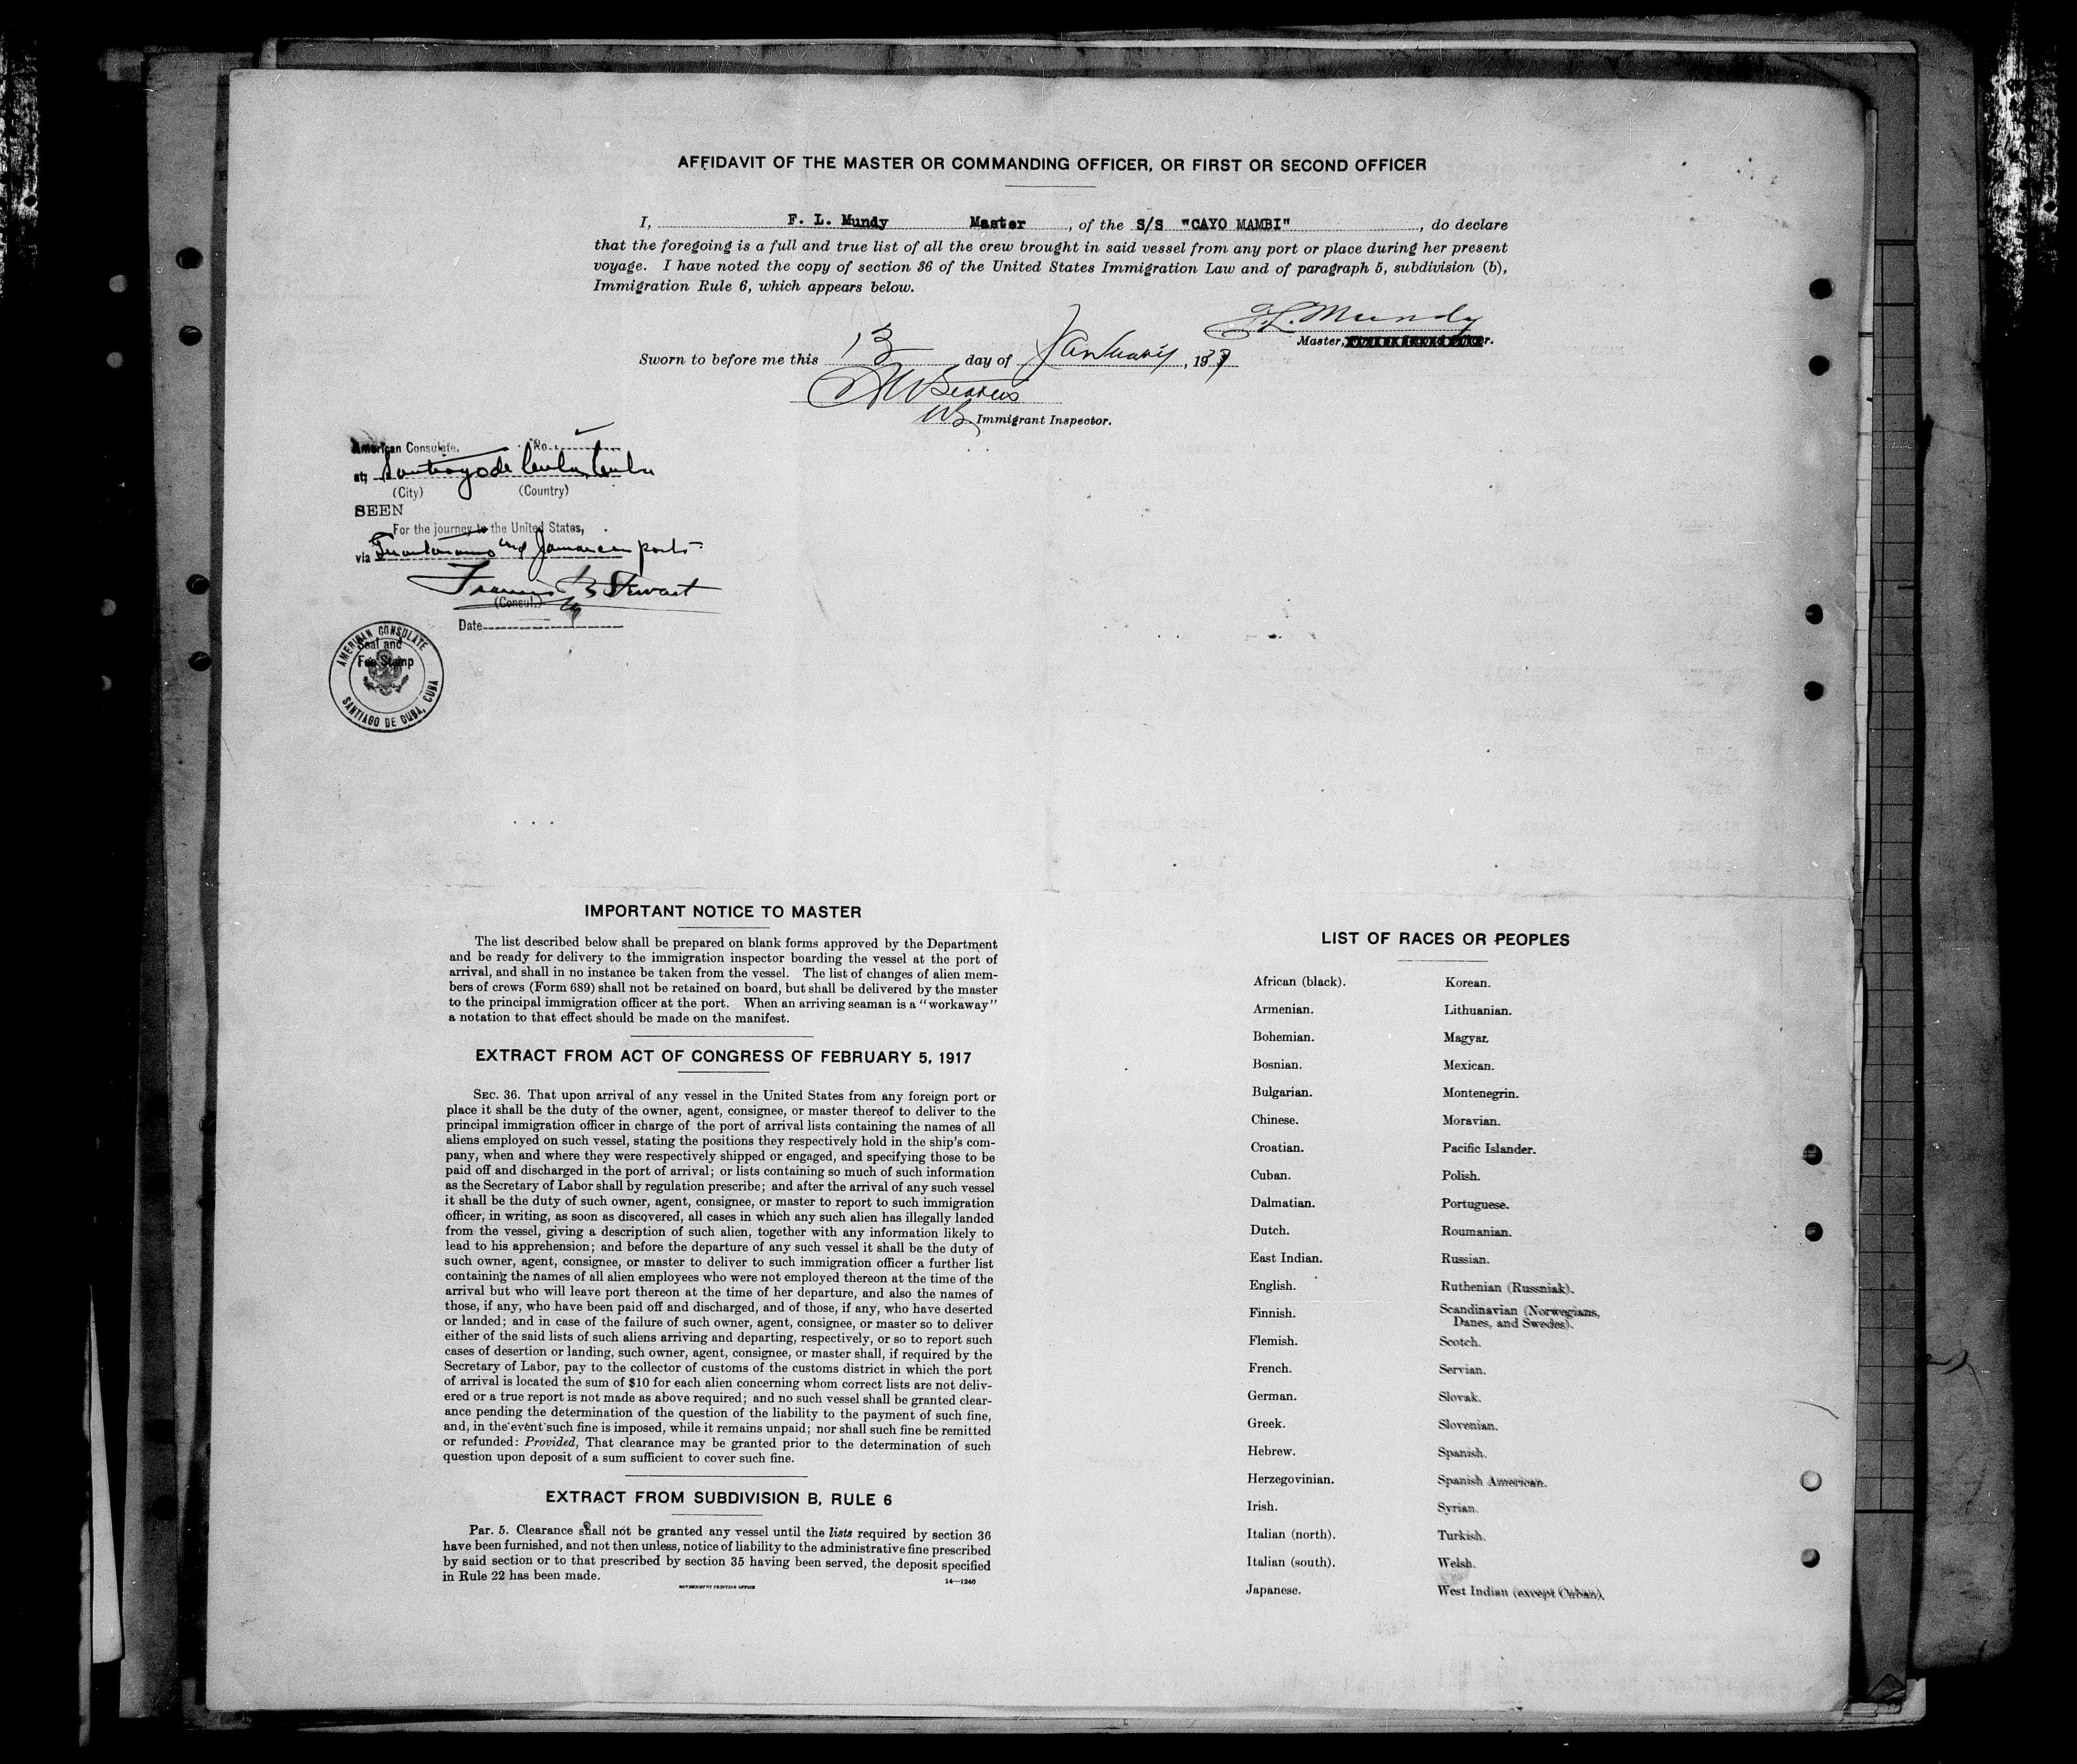 AFFIDAVIT OF THE MASTER OR COMMANDING OFFICER, OR FIRST OR SECOND OFFICER
I, F. L. Mundy Master, of the S/S "CAYO MAMBI", do declare
that the foregoing is a full and true list of all the crew brought in said vessel from any port or place during her present
voyage. I have noted the copy of section 36 of the United States Immigration Law and of paragraph 5, subdivision (b),
Immigration Rule 6, which appears below.
F.L. Mundy
Master,
Sworn to before me this 13 day of January, 193
Immigrant Inspector.
American Consulate. No.
at; Santiago de Cuba, Cuba
(City) (Country)
SEEN
For the journey to the United States,
via Guantanamo and Jamaican ports
Francis B Stewart
(Consul.)
Date
Seal and
Fee Stamp
AMERICAN CONSULATE
SANTIAGO DE CUBA, CUBA
IMPORTANT NOTICE TO MASTER
The list described below shall be prepared on blank forms approved by the Department
and be ready for delivery to the immigration inspector boarding the vessel at the port of
arrival, and shall in no instance be taken from the vessel. The list of changes of alien mem-
bers of crews (Form 689) shall not be retained on board, but shall be delivered by the master
to the principal immigration officer at the port. When an arriving seaman is a "workaway"
a notation to that effect should be made on the manifest.
EXTRACT FROM ACT OF CONGRESS OF FEBRUARY 5, 1917
SEC. 36. That upon arrival of any vessel in the United States from any foreign port or
place it shall be the duty of the owner, agent, consignee, or master thereof to deliver to the
principal immigration officer in charge of the port of arrival lists containing the names of all
aliens employed on such vessel, stating the positions they respectively hold in the ship's com-
pany, when and where they were respectively shipped or engaged, and specifying those to be
paid off and discharged in the port of arrival; or lists containing so much of such information
as the Secretary of Labor shall by regulation prescribe; and after the arrival of any such vessel
it shall be the duty of such owner, agent, consignee, or master to report to such immigration
officer, in writing, as soon as discovered, all cases in which any such alien has illegally landed
from the vessel, giving a description of such alien, together with any information likely to
lead to his apprehension; and before the departure of any such vessel it shall be the duty of
such owner, agent, consignee, or master to deliver to such immigration officer a further list
containing the names of all alien employees who were not employed thereon at the time of the
arrival but who will leave port thereon at the time of her departure, and also the names of
those, if any, who have been paid off and discharged, and of those, if any, who have deserted
or landed; and in case of the failure of such owner, agent, consignee, or master so to deliver
either of the said lists of such aliens arriving and departing, respectively, or so to report such
cases of desertion or landing, such owner, agent, consignee, or master shall, if required by the
Secretary of Labor, pay to the collector of customs of the customs district in which the port
of arrival is located the sum of $10 for each alien concerning whom correct lists are not deliv-
ered or a true report is not made as above required; and no such vessel shall be granted clear-
ance pending the determination of the question of the liability to the payment of such fine,
and, in the event such fine is imposed, while it remains unpaid; nor shall such fine be remitted
or refunded: Provided, That clearance may be granted prior to the determination of such
question upon deposit of a sum sufficient to cover such fine.
EXTRACT FROM SUBDIVISION B, RULE 6
Par. 5. Clearance shall not be granted any vessel until the lists required by section 36
have been furnished, and not then unless, notice of liability to the administrative fine prescribed
by said section or to that prescribed by section 35 having been served, the deposit specified
in Rule 22 has been made.
GOVERNMENT PRINTING OFFICE 14—1240
LIST OF RACES OR PEOPLES
African (black).
Armenian.
Bohemian.
Bosnian.
Bulgarian.
Chinese.
Croatian.
Cuban.
Dalmatian.
Dutch.
East Indian.
English.
Finnish.
Flemish.
French.
German.
Greek.
Hebrew.
Herzegovinian.
Irish.
Italian (north).
Italian (south).
Japanese.
Korean.
Lithuanian.
Magyar.
Mexican.
Montenegrin.
Moravian.
Pacific Islander.
Polish.
Portuguese.
Roumanian.
Russian.
Ruthenian (Russniak).
Scandinavian (Norwegians,
Danes, and Swedes).
Scotch.
Servian.
Slovak.
Slovenian.
Spanish.
Spanish American.
Syrian.
Turkish.
Welsh.
West Indian (except Cuban).